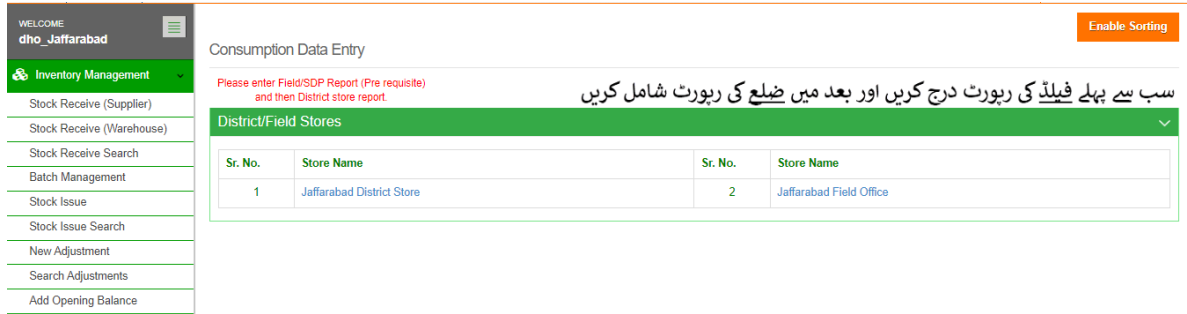 WELCOME
dho_Jaffarabad
Inventory Management
Stock Receive (Supplier)
Stock Receive (Warehouse)
Stock Receive Search
Batch Management
Stock Issue
Stock Issue Search
New Adjustment
Search Adjustments
Add Opening Balance
Enable Sorting
Consumption Data Entry
Please enter Field/SDP Report (Pre requisite)
and then District store report.
سب سے پہلے فیلڈ کی رپورٹ درج کریں اور بعد میں ضلع کی رپورٹ شامل کریں
District/Field Stores
Sr. No. Store Name Sr. No. Store Name
1 Jaffarabad District Store 2 Jaffarabad Field Office